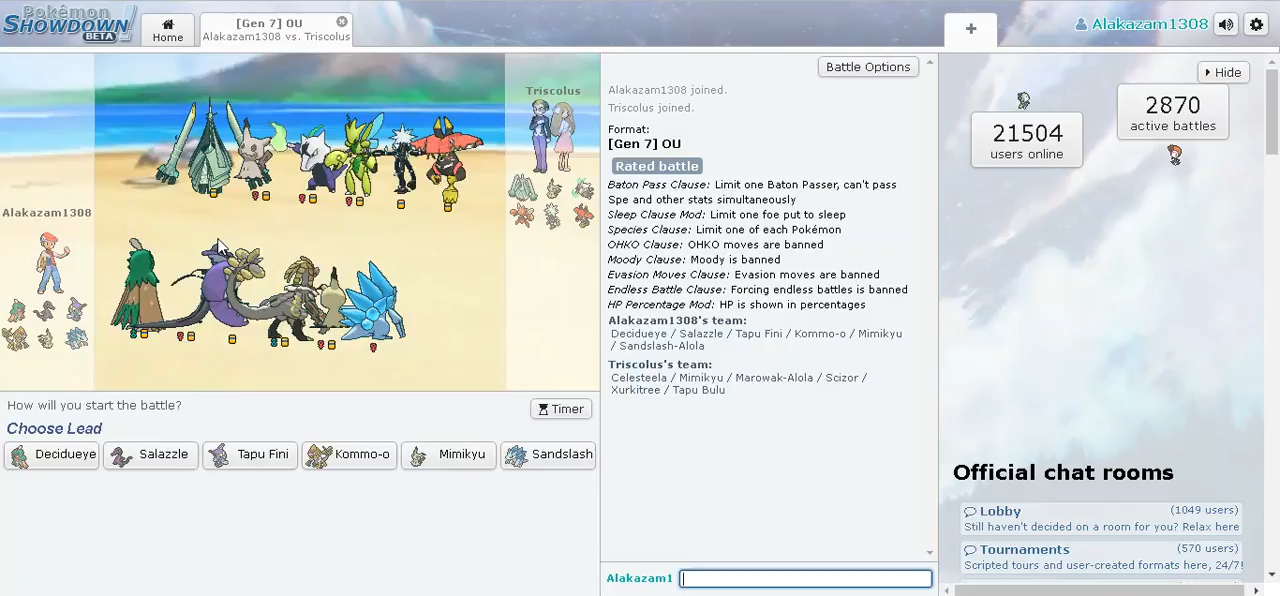 Pokémon
SHOWDOWN
BETA
Home
[Gen 7] OU
Alakazam1308 vs. Triscolus
+
Alakazam1308
Battle Options
Hide
Triscolus
Alakazam1308
Alakazam1308 joined.
Triscolus joined.
Format:
[Gen 7] OU
Rated battle
Baton Pass Clause: Limit one Baton Passer, can't pass
Spe and other stats simultaneously
Sleep Clause Mod: Limit one foe put to sleep
Species Clause: Limit one of each Pokémon
OHKO Clause: OHKO moves are banned
Moody Clause: Moody is banned
Evasion Moves Clause: Evasion moves are banned
Endless Battle Clause: Forcing endless battles is banned
HP Percentage Mod: HP is shown in percentages
Alakazam1308's team:
Decidueye / Salazzle / Tapu Fini / Kommo-o / Mimikyu
/ Sandslash-Alola
Triscolus's team:
Celesteela / Mimikyu / Marowak-Alola / Scizor /
Xurkitree / Tapu Bulu
21504
users online
2870
active battles
How will you start the battle?
Timer
Choose Lead
Decidueye
Salazzle
Tapu Fini
Kommo-o
Mimikyu
Sandslash
Alakazam1
Official chat rooms
Lobby
(1049 users)
Still haven't decided on a room for you? Relax here
Tournaments
(570 users)
Scripted tours and user-created formats here, 24/7!